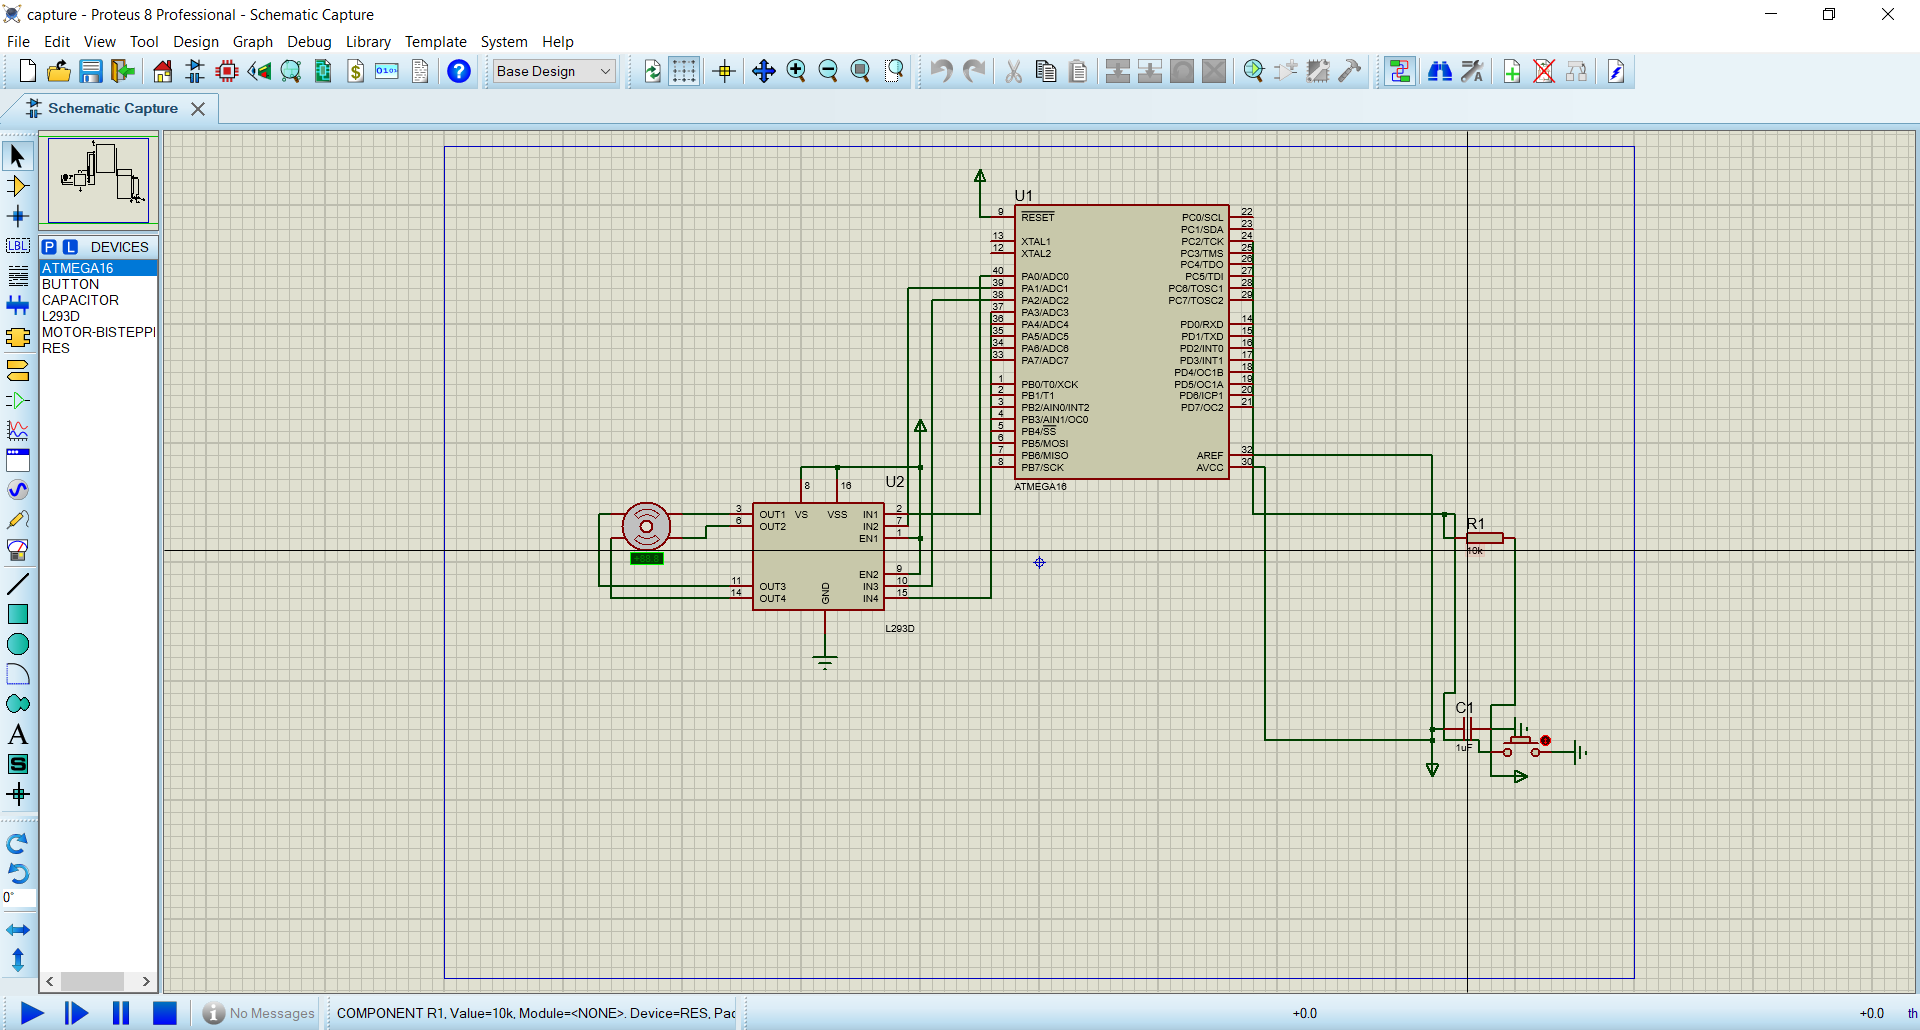 capture - Proteus 8 Professional - Schematic Capture
File Edit View Tool Design Graph Debug Library Template System Help
Base Design
Schematic Capture
P L DEVICES
ATMEGA16
BUTTON
CAPACITOR
L293D
MOTOR-BISTEPPI
RES
LBL
A
S
0°
U1
9 RESET
13 XTAL1
12 XTAL2
40 PA0/ADC0
39 PA1/ADC1
38 PA2/ADC2
37 PA3/ADC3
36 PA4/ADC4
35 PA5/ADC5
34 PA6/ADC6
33 PA7/ADC7
1 PB0/T0/XCK
2 PB1/T1
3 PB2/AIN0/INT2
4 PB3/AIN1/OC0
5 PB4/SS
6 PB5/MOSI
7 PB6/MISO
8 PB7/SCK
PC0/SCL 22
PC1/SDA 23
PC2/TCK 24
PC3/TMS 25
PC4/TDO 26
PC5/TDI 27
PC6/TOSC1 28
PC7/TOSC2 29
PD0/RXD 14
PD1/TXD 15
PD2/INT0 16
PD3/INT1 17
PD4/OC1B 18
PD5/OC1A 19
PD6/ICP1 20
PD7/OC2 21
AREF 32
AVCC 30
ATMEGA16
U2
8 16
3 OUT1 VS VSS IN1 2
6 OUT2 IN2 7
EN1 1
EN2 9
11 OUT3 IN3 10
14 OUT4 GND IN4 15
L293D
R1
10k
C1
1uF
No Messages
COMPONENT R1, Value=10k, Module=<NONE>. Device=RES, Pac
+0.0
+0.0 th